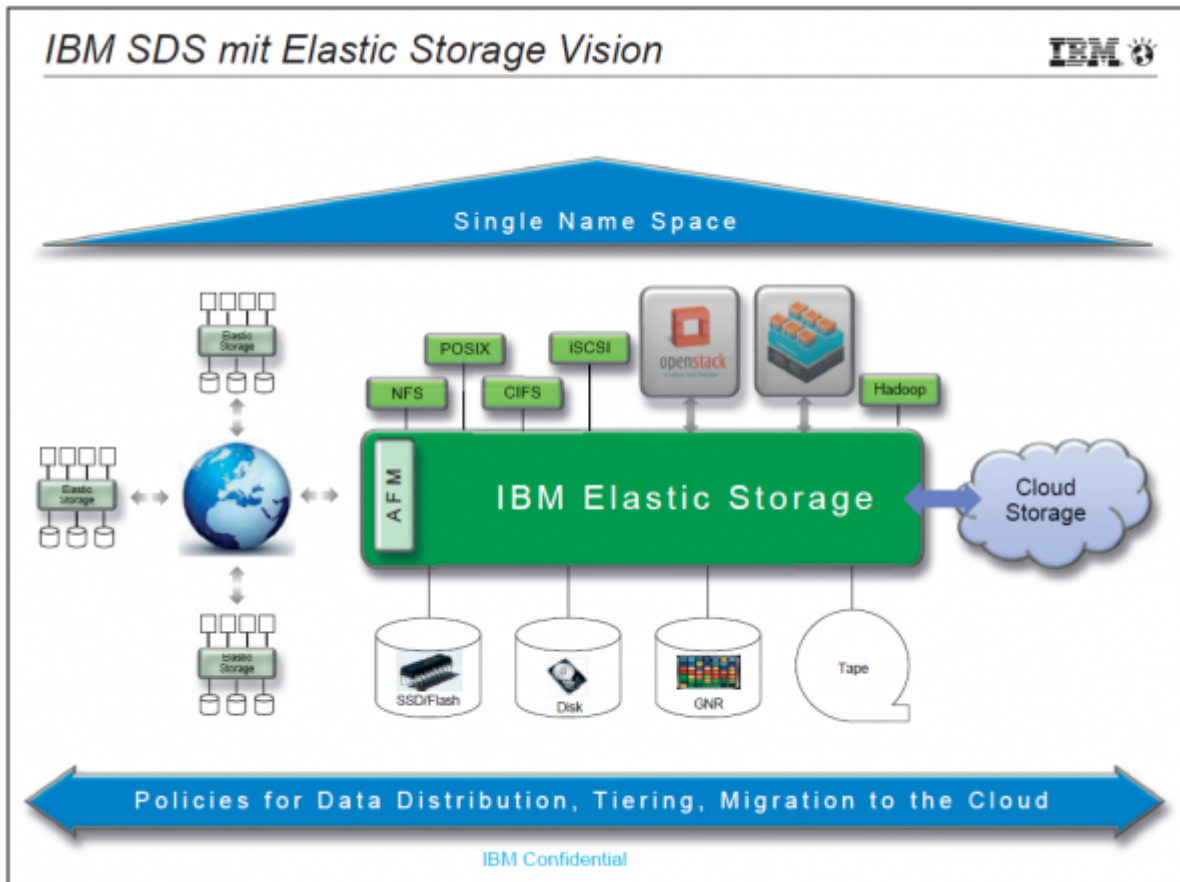 IBM SDS mit Elastic Storage Vision
IBM
Single Name Space
Elastic
Storage
POSIX
iSCSI
openstack
NFS
CIFS
Hadoop
Elastic
Storage
AFM
IBM Elastic Storage
Cloud
Storage
Elastic
Storage
SSD/Flash
Disk
GNR
Tape
Policies for Data Distribution, Tiering, Migration to the Cloud
IBM Confidential